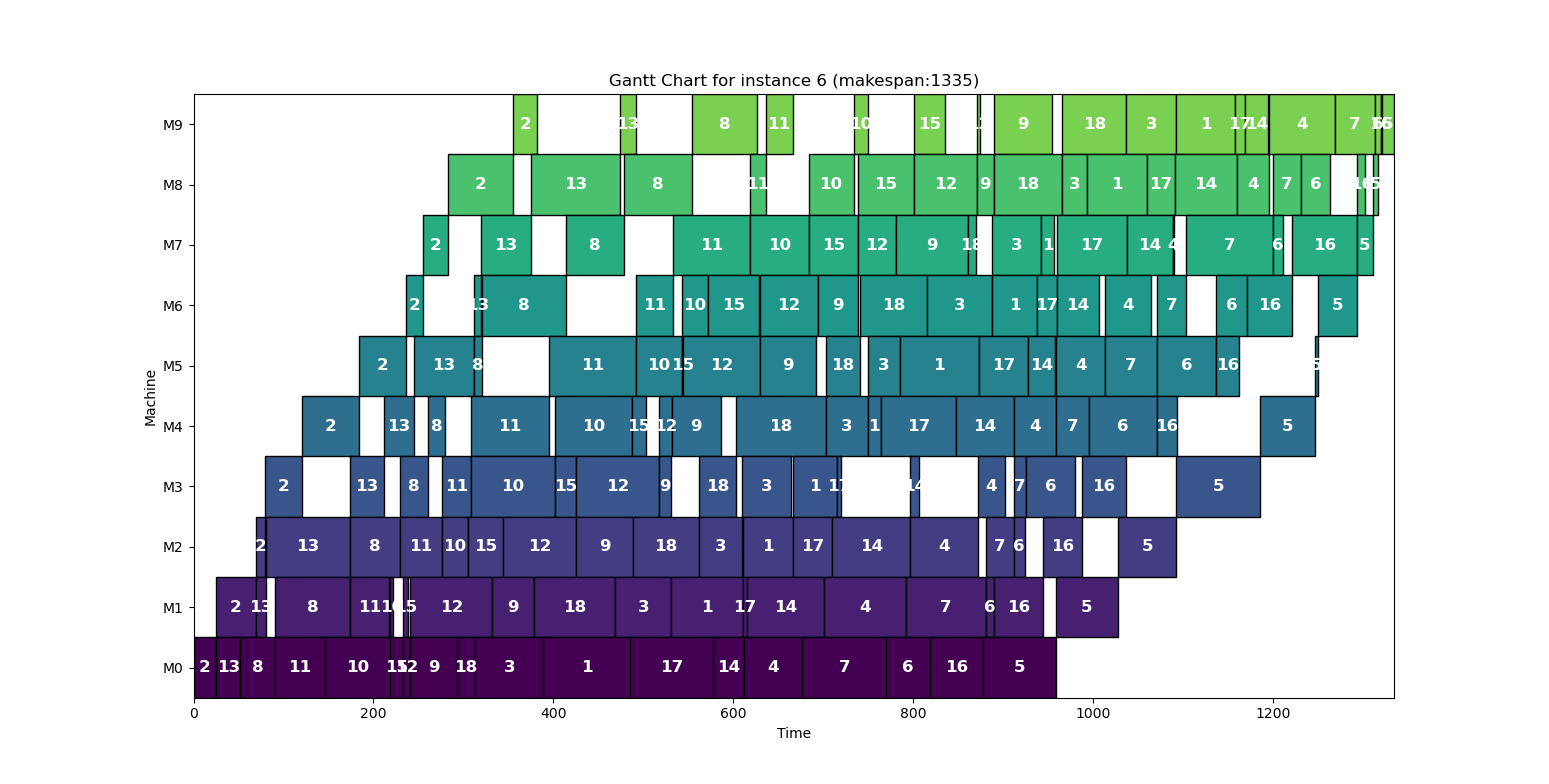 Gantt Chart for instance 6 (makespan:1335)
M9 2 13 8 11 10 15 9 18 3 1 17 14 4 7
M8 2 13 8 11 10 15 12 9 18 3 1 17 14 4 7 6 16 5
M7 2 13 8 11 10 15 12 9 18 3 1 17 14 4 7 6 16 5
M6 2 13 8 11 10 15 12 9 18 3 1 17 14 4 7 6 16 5
M5 2 13 8 11 10 15 12 9 18 3 1 17 14 4 7 6 16 5
Machine
M4 2 13 8 11 10 15 12 9 18 3 1 17 14 4 7 6 16 5
M3 2 13 8 11 10 15 12 9 18 3 1 17 14 4 7 6 16 5
M2 2 13 8 11 10 15 12 9 18 3 1 17 14 4 7 6 16 5
M1 2 13 8 11 10 15 12 9 18 3 1 17 14 4 7 6 16 5
M0 2 13 8 11 10 15 12 9 18 3 1 17 14 4 7 6 16 5
0 200 400 600 800 1000 1200
Time